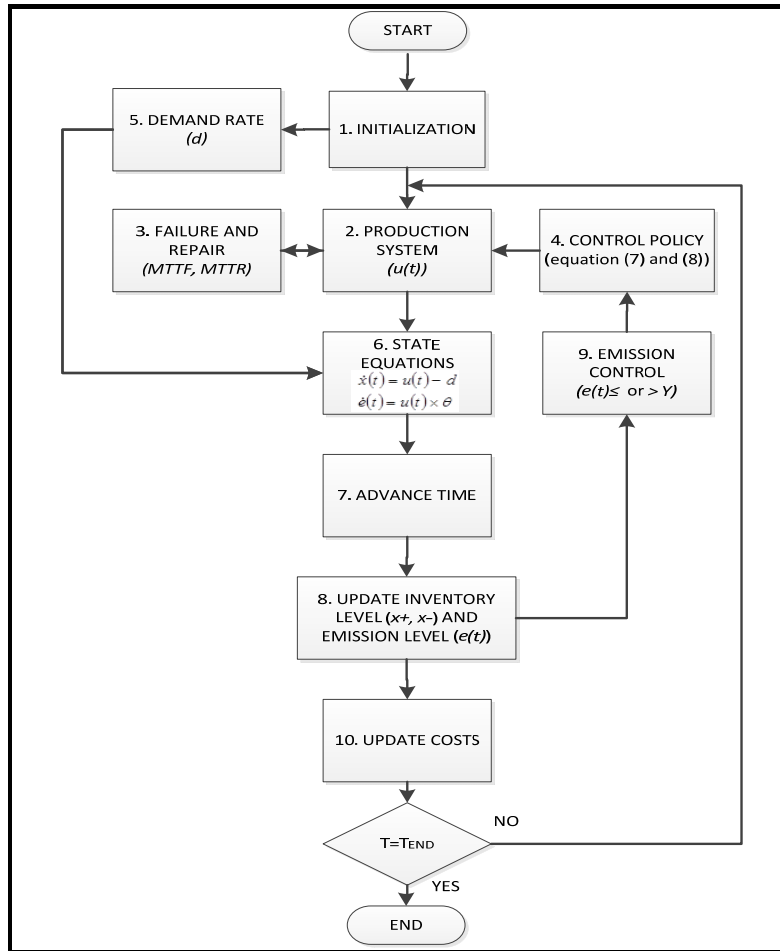 START
5. DEMAND RATE
(d)
1. INITIALIZATION
3. FAILURE AND
REPAIR
(MTTF, MTTR)
2. PRODUCTION
SYSTEM
(u(t))
4. CONTROL POLICY
(equation (7) and (8))
6. STATE
EQUATIONS
ẋ(t) = u(t) − d
ė(t) = u(t) × θ
9. EMISSION
CONTROL
(e(t)≤ or > Y)
7. ADVANCE TIME
8. UPDATE INVENTORY
LEVEL (x+, x-) AND
EMISSION LEVEL (e(t))
10. UPDATE COSTS
T=TEND
NO
YES
END